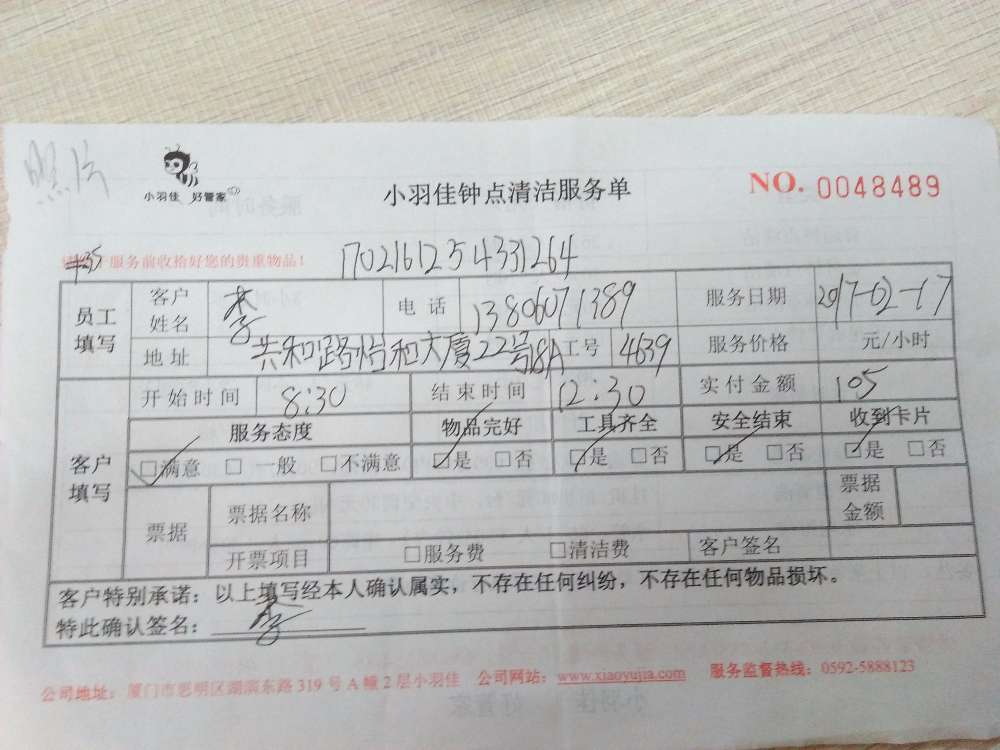 照片
小羽佳 好管家
小羽佳钟点清洁服务单
NO. 0048489
服务前收拾好您的贵重物品!
1702161254331264
员工填写 客户姓名 李 电话 13806071389 服务日期 2017-02-17
地址 共和路怡和大厦22号8A 工号 4639 服务价格 元/小时
客户填写 开始时间 8:30 结束时间 12:30 实付金额 105
服务态度 物品完好 工具齐全 安全结束 收到卡片
☑满意 □一般 □不满意 ☑是 □否 ☑是 □否 ☑是 □否 ☑是 □否
票据 票据名称 票据金额
开票项目 □服务费 □清洁费 客户签名
客户特别承诺:以上填写经本人确认属实,不存在任何纠纷,不存在任何物品损坏。
特此确认签名:李
公司地址:厦门市思明区湖滨东路319号A幢2层小羽佳 公司网站:www.xiaoyujia.com 服务监督热线:0592-5888123